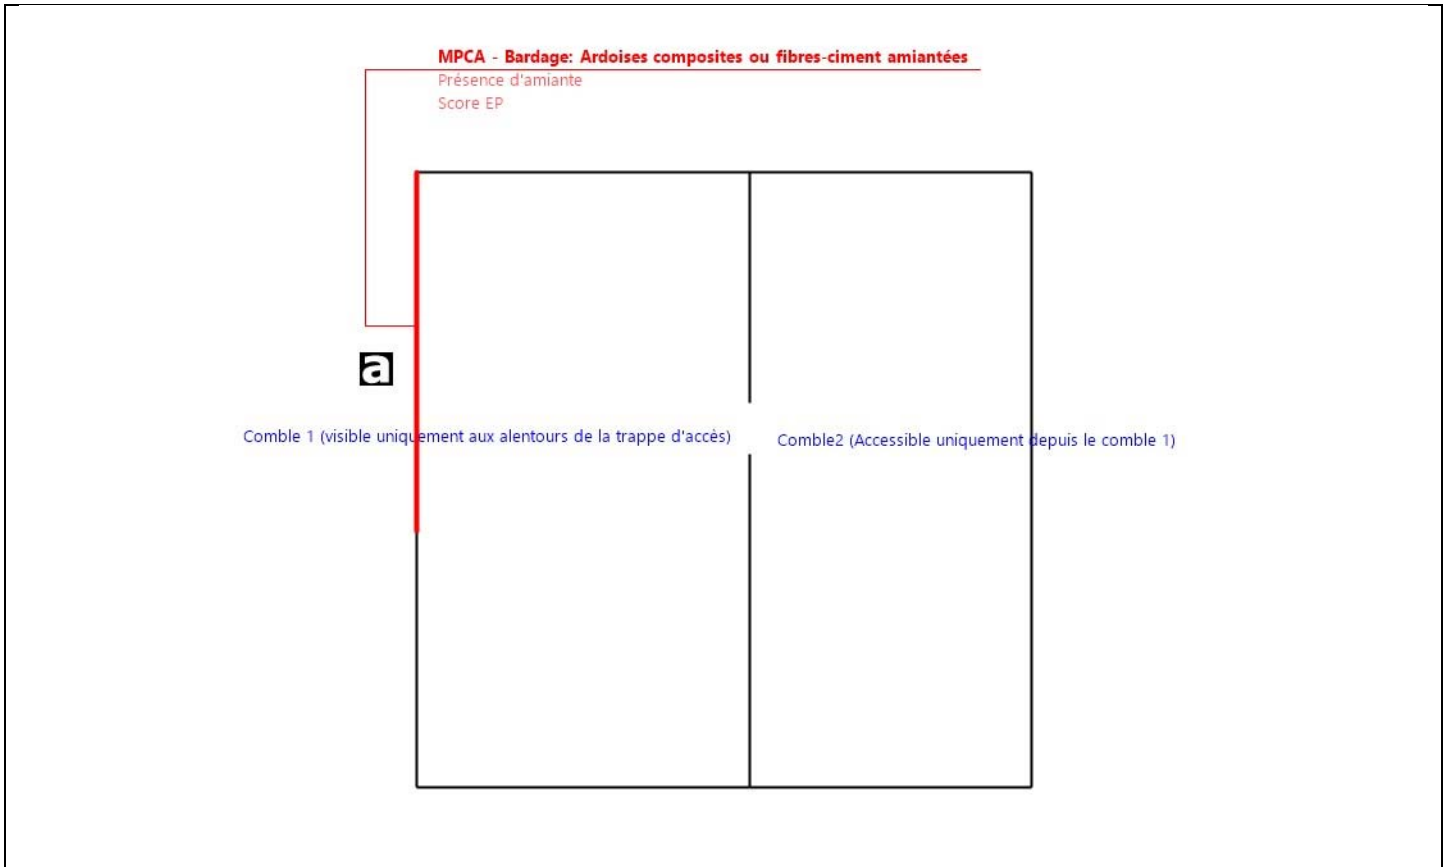 MPCA - Bardage: Ardoises composites ou fibres-ciment amiantées
Présence d'amiante
Score EP
a
Comble 1 (visible uniquement aux alentours de la trappe d'accès)
Comble2 (Accessible uniquement depuis le comble 1)